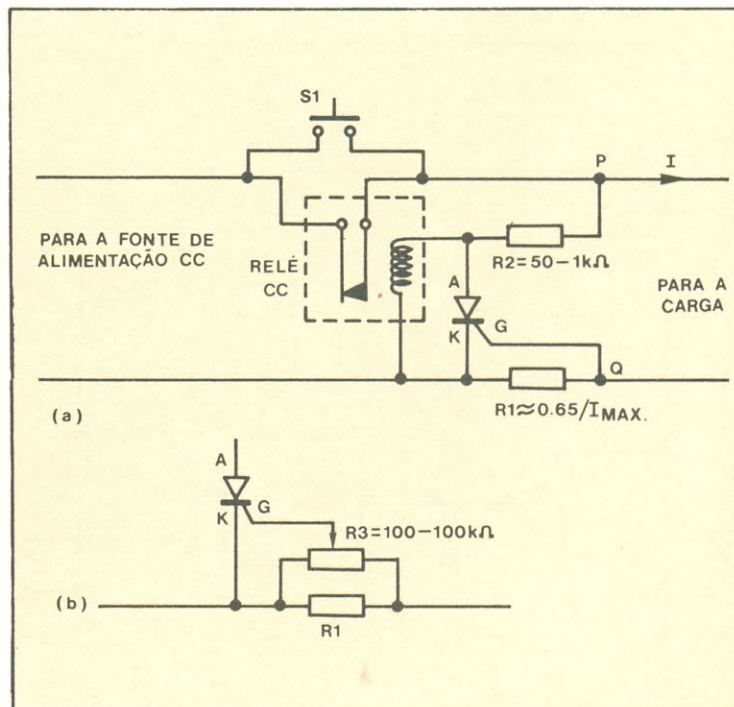 S1
P
I
PARA A FONTE DE
ALIMENTAÇÃO CC
RELÉ
CC
R2=50-1kΩ
A
G
K
PARA A
CARGA
Q
R1≈0.65/IMAX.
(a)
A
G
K
R3=100-100kΩ
(b)
R1